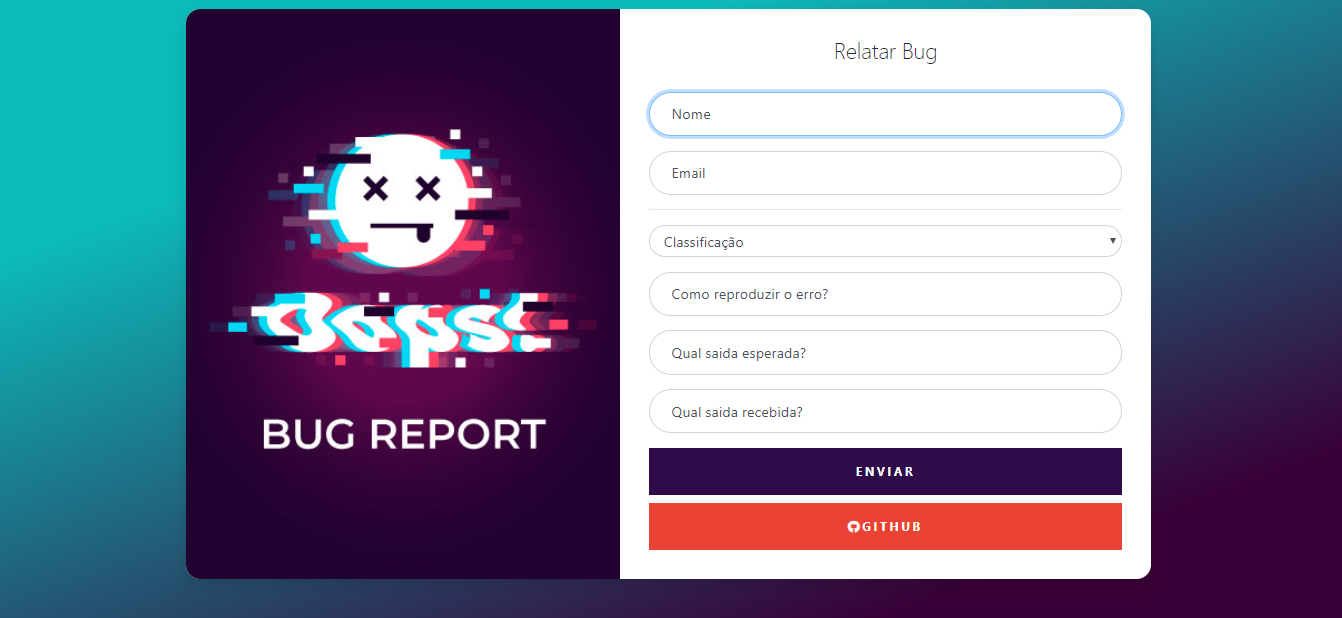 Oops!
BUG REPORT
Relatar Bug
Nome
Email
Classificação
Como reproduzir o erro?
Qual saida esperada?
Qual saida recebida?
ENVIAR
GITHUB